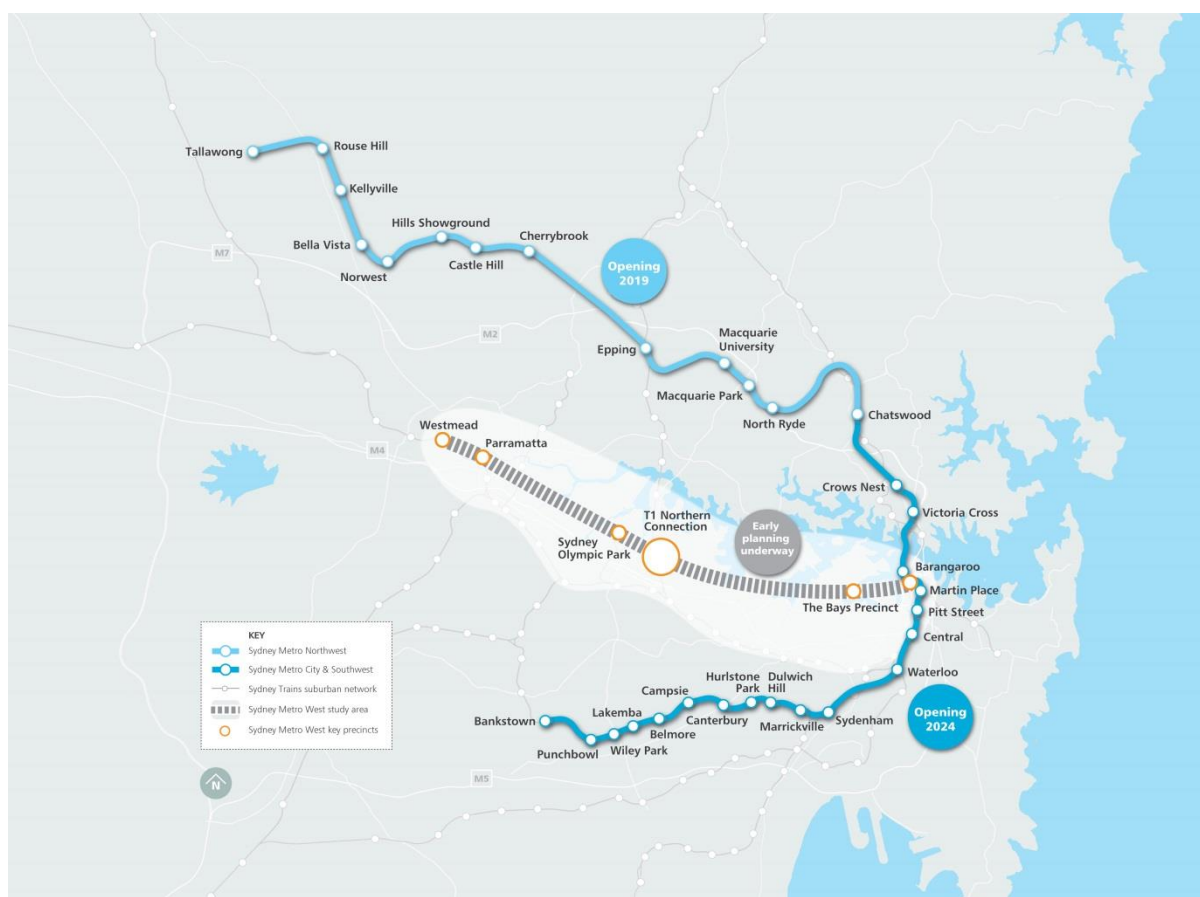 Tallawong
Rouse Hill
Kellyville
Hills Showground
Cherrybrook
Bella Vista
Castle Hill
M7
Norwest
Opening
2019
M2
Macquarie
University
Epping
Macquarie Park
Chatswood
North Ryde
Westmead
Parramatta
M4
Crows Nest
T1 Northern
Connection
Victoria Cross
Early
planning
underway
Sydney
Olympic Park
Barangaroo
Martin Place
The Bays Precinct
Pitt Street
Central
KEY
Sydney Metro Northwest
Sydney Metro City & Southwest
Sydney Trains suburban network
Sydney Metro West study area
Sydney Metro West key precincts
Waterloo
Hurlstone
Park
Dulwich
Hill
Campsie
Lakemba
Bankstown
Canterbury
Sydenham
Belmore
Marrickville
Wiley Park
Punchbowl
Opening
2024
M5
N